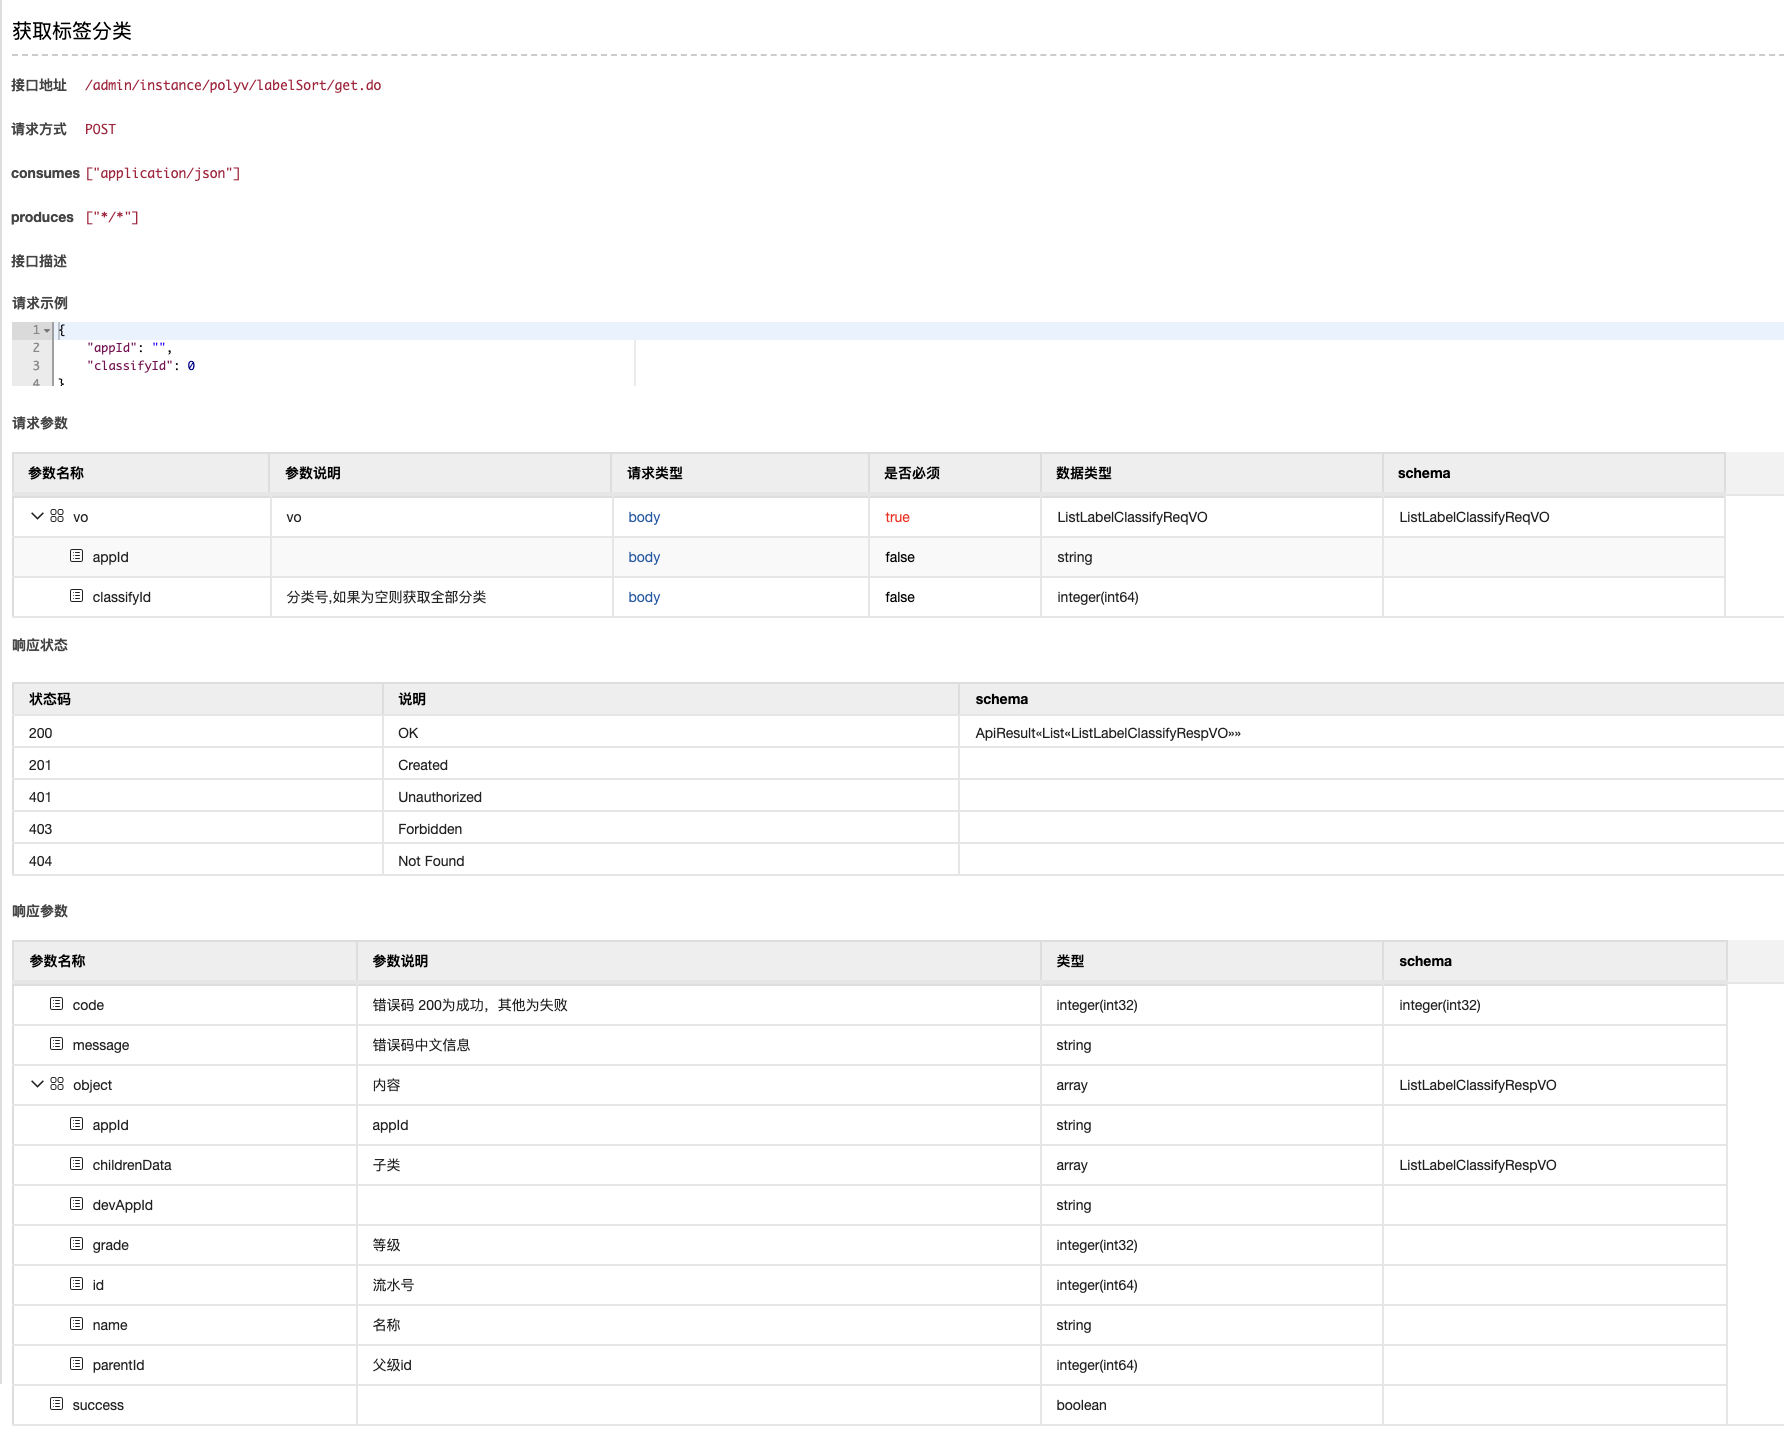 获取标签分类
接口地址 /admin/instance/polyv/labelSort/get.do
请求方式 POST
consumes ["application/json"]
produces ["*/*"]
接口描述
请求示例
1 {
2 "appId": "",
3 "classifyId": 0
4 }
请求参数
参数名称 参数说明 请求类型 是否必须 数据类型 schema
vo vo body true ListLabelClassifyReqVO ListLabelClassifyReqVO
appId body false string
classifyId 分类号,如果为空则获取全部分类 body false integer(int64)
响应状态
状态码 说明 schema
200 OK ApiResult«List«ListLabelClassifyRespVO»»
201 Created
401 Unauthorized
403 Forbidden
404 Not Found
响应参数
参数名称 参数说明 类型 schema
code 错误码 200为成功，其他为失败 integer(int32) integer(int32)
message 错误码中文信息 string
object 内容 array ListLabelClassifyRespVO
appId appId string
childrenData 子类 array ListLabelClassifyRespVO
devAppId string
grade 等级 integer(int32)
id 流水号 integer(int64)
name 名称 string
parentId 父级id integer(int64)
success boolean